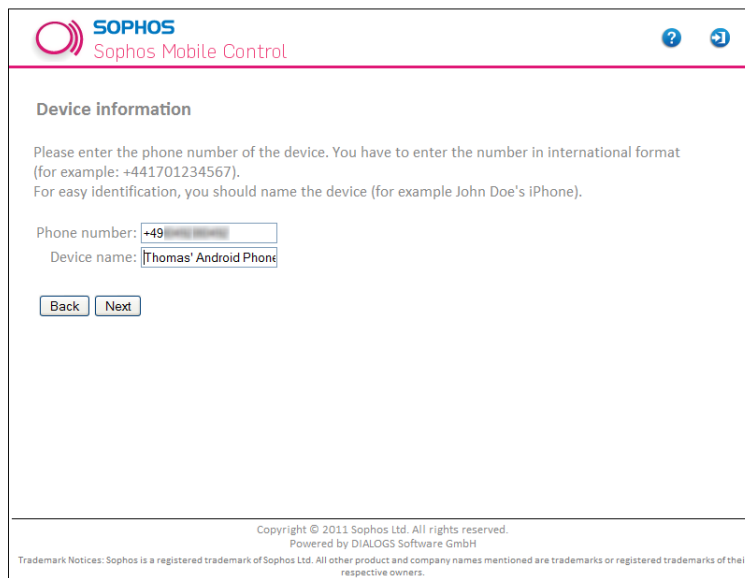 SOPHOS
Sophos Mobile Control
?
Device information
Please enter the phone number of the device. You have to enter the number in international format
(for example: +441701234567).
For easy identification, you should name the device (for example John Doe's iPhone).
Phone number: +49
Device name: Thomas' Android Phone
Back Next
Copyright © 2011 Sophos Ltd. All rights reserved.
Powered by DIALOGS Software GmbH
Trademark Notices: Sophos is a registered trademark of Sophos Ltd. All other product and company names mentioned are trademarks or registered trademarks of thei
respective owners.